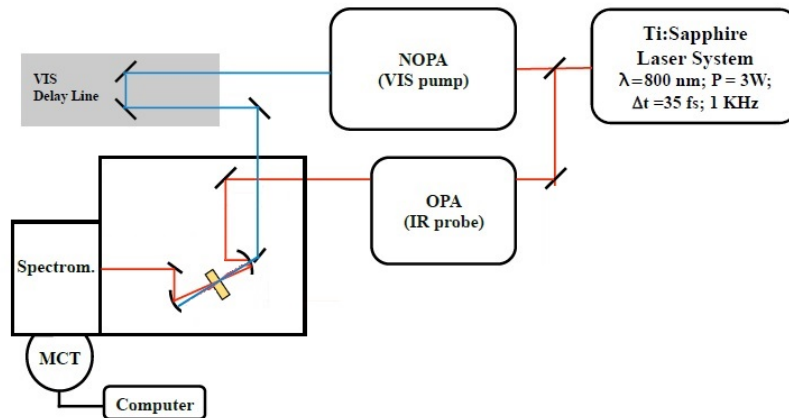 VIS
Delay Line
NOPA
(VIS pump)
Ti:Sapphire
Laser System
λ=800 nm; P = 3W;
Δt =35 fs; 1 KHz
OPA
(IR probe)
Spectrom.
MCT
Computer